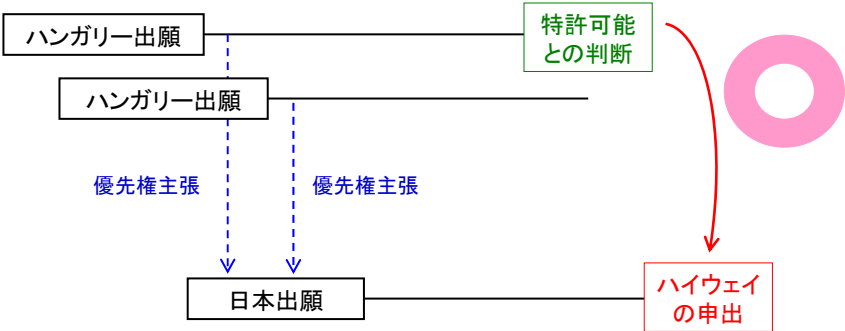 ハンガリー出願
特許可能
との判断
ハンガリー出願
優先権主張
優先権主張
日本出願
ハイウェイ
の申出